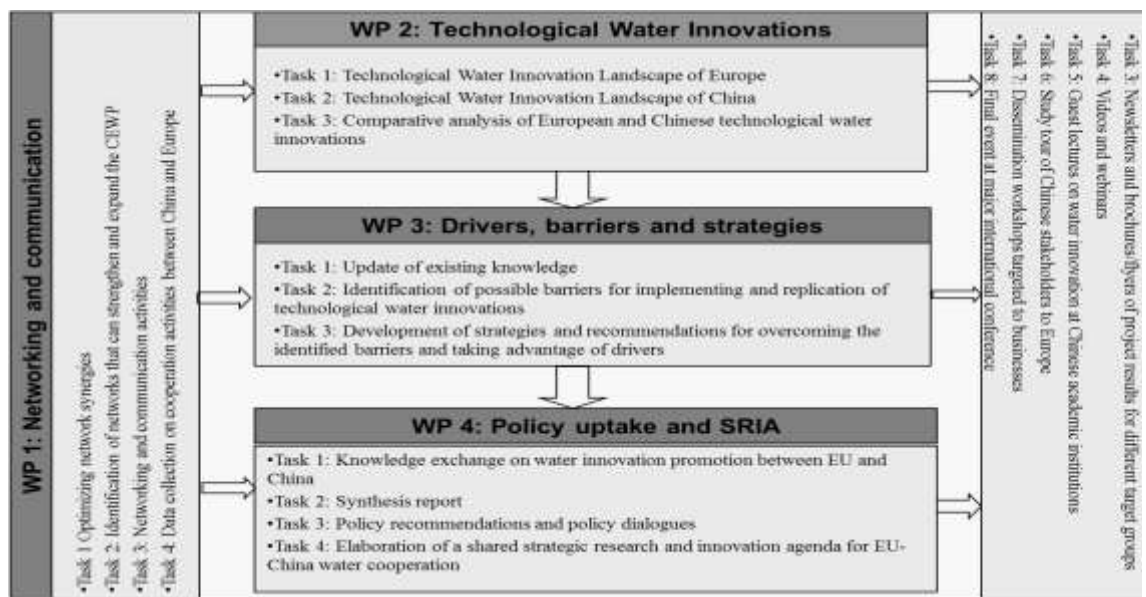 WP 1: Networking and communication
•Task 1 Optimizing network synergies
•Task 2: Identification of networks that can strengthen and expand the CEWP
•Task 3: Networking and communication activities
•Task 4: Data collection on cooperation activities between China and Europe
WP 2: Technological Water Innovations
•Task 1: Technological Water Innovation Landscape of Europe
•Task 2: Technological Water Innovation Landscape of China
•Task 3: Comparative analysis of European and Chinese technological water
innovations
WP 3: Drivers, barriers and strategies
•Task 1: Update of existing knowledge
•Task 2: Identification of possible barriers for implementing and replication of
technological water innovations
•Task 3: Development of strategies and recommendations for overcoming the
identified barriers and taking advantage of drivers
WP 4: Policy uptake and SRIA
•Task 1: Knowledge exchange on water innovation promotion between EU and
China
•Task 2: Synthesis report
•Task 3: Policy recommendations and policy dialogues
•Task 4: Elaboration of a shared strategic research and innovation agenda for EU-
China water cooperation
•Task 3: Newsletters and brochures/flyers of project results for different target groups
•Task 4: Videos and webinars
•Task 5: Guest lectures on water innovation at Chinese academic institutions
•Task 6: Study tour of Chinese stakeholders to Europe
•Task 7: Dissemination workshops targeted to businesses
•Task 8: Final event at major international conference